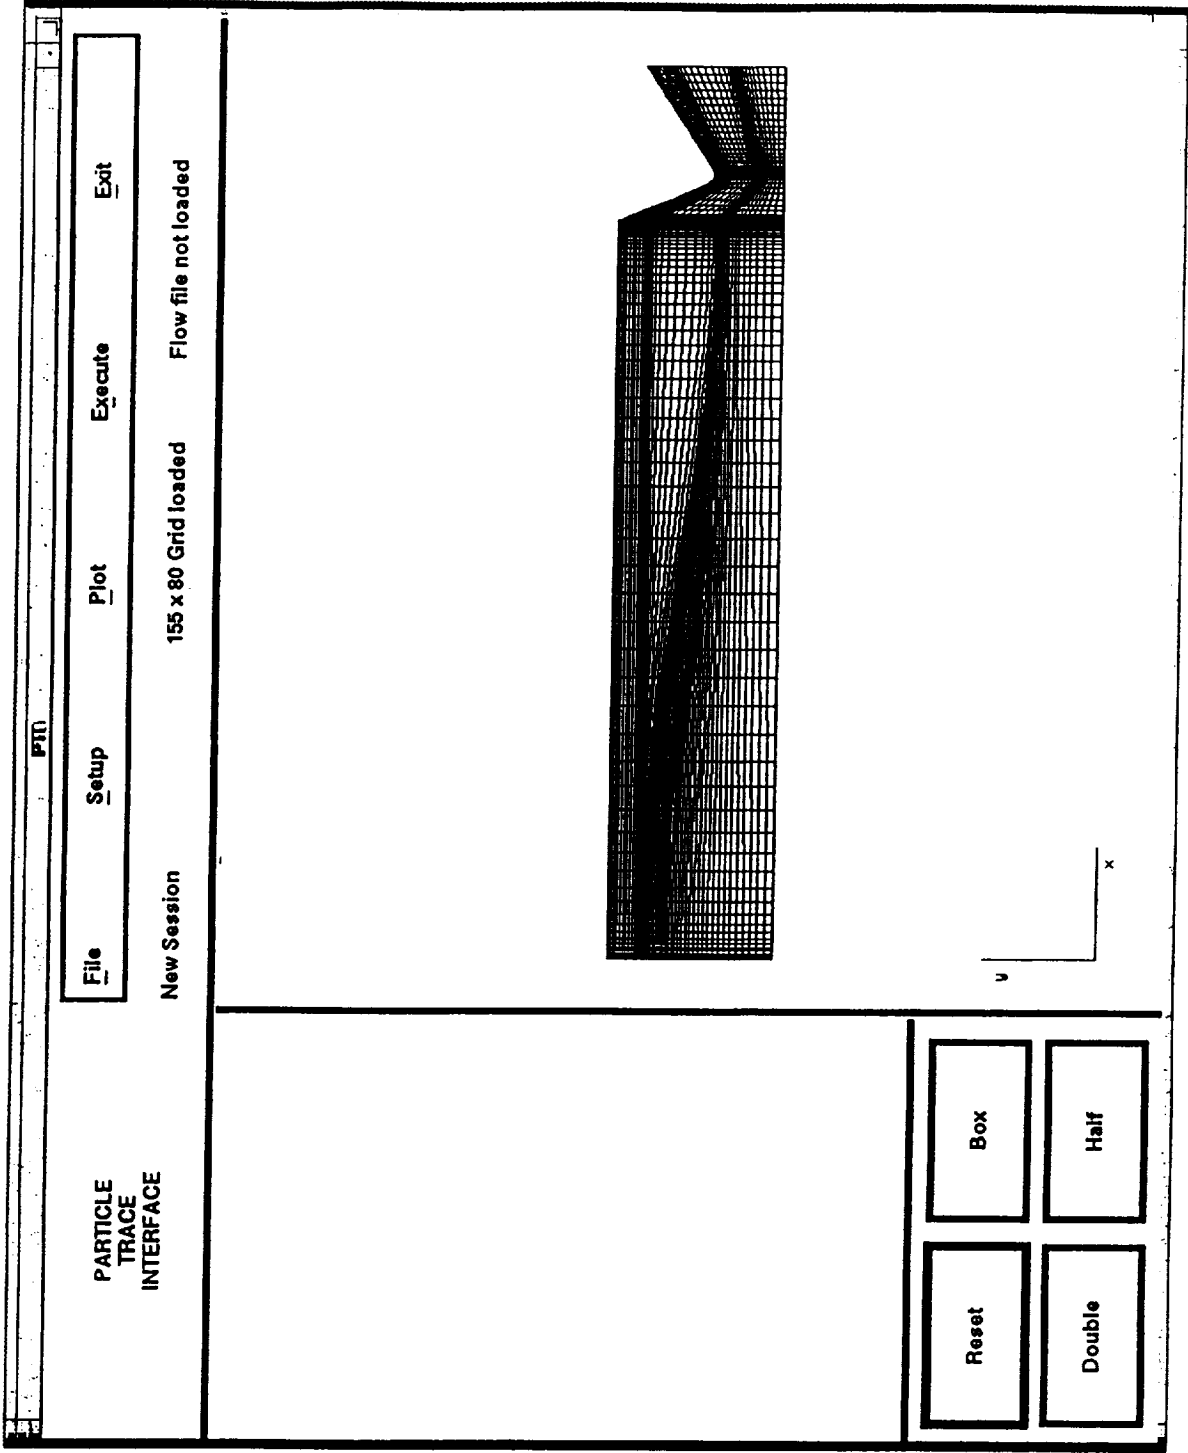 PTI
PARTICLE
TRACE
INTERFACE
File Setup Plot Execute Exit
New Session 155 x 80 Grid loaded Flow file not loaded
y
x
Reset Box
Double Half